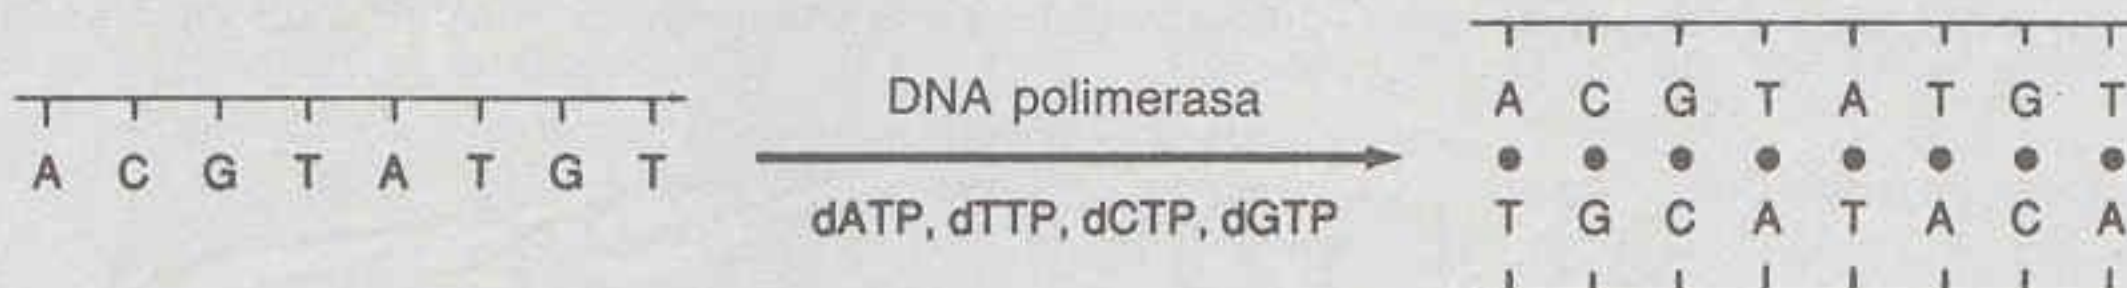 A C G T A T G T
DNA polimerasa
dATP, dTTP, dCTP, dGTP
A C G T A T G T
T G C A T A C A